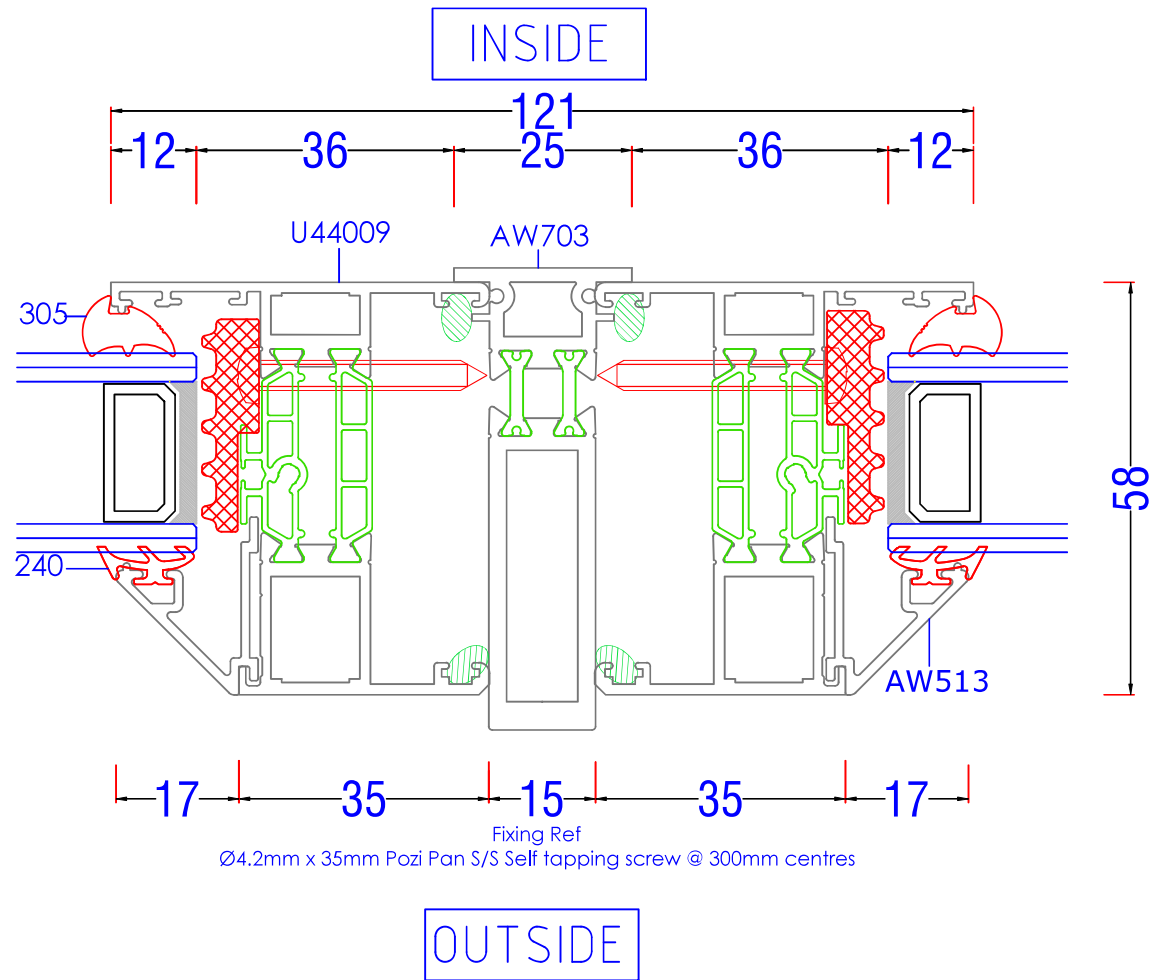 INSIDE
121
12 36 25 36 12
U44009 AW703
305
58
240
AW513
17 35 15 35 17
Fixing Ref
Ø4.2mm x 35mm Pozi Pan S/S Self tapping screw @ 300mm centres
OUTSIDE